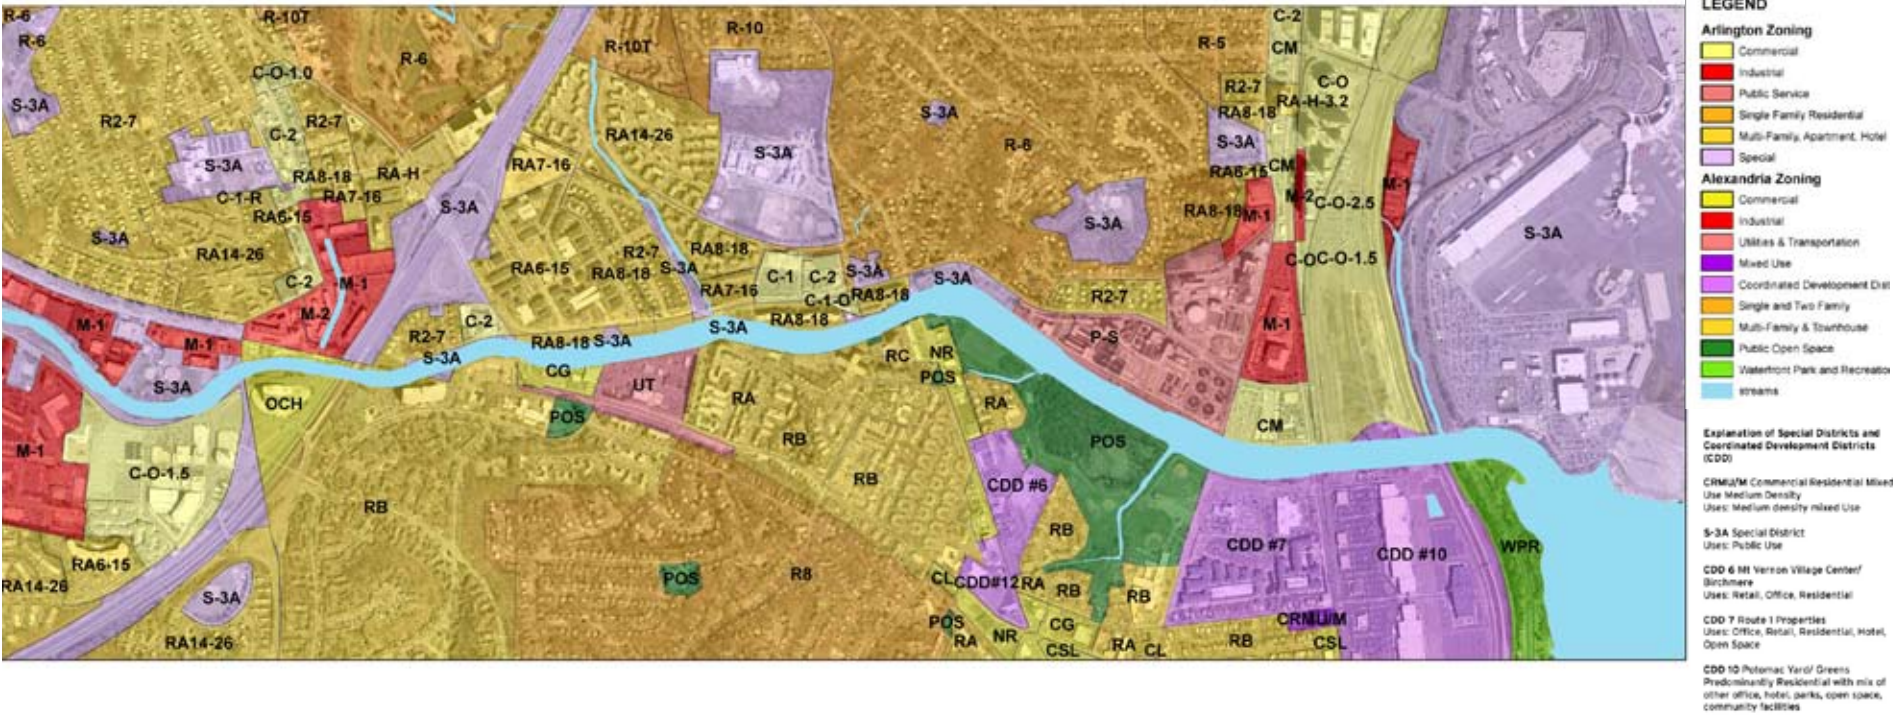 R-6
R-10T
R-10
C-2
R-6
R-10T
R-5
CM
R-6
C-O-1.0
C-O
R2-7
RA-H-3.2
S-3A
S-3A
RA8-18
R2-7
R2-7
C-2
RA14-26
R-6
S-3A
S-3A
RA7-16
S-3A
CM
RA8-18
RA-H
RA6-15
M-1
C-1-R
RA7-16
M-2
C-O-2.5
RA6-15
S-3A
RA8-18
M-1
S-3A
S-3A
S-3A
RA14-26
R2-7
RA8-18
C-O
C-O-1.5
RA6-15
RA8-18
S-3A
C-1
C-2
S-3A
S-3A
C-2
M-1
RA7-16
C-1-O
RA8-18
R2-7
M-2
C-2
RA8-18
M-1
M-1
S-3A
P-S
R2-7
RA8-18
S-3A
M-1
S-3A
RC
NR
S-3A
CG
UT
POS
OCH
RA
RA
POS
CM
RB
POS
M-1
C-O-1.5
RB
CDD #6
RB
RB
CDD #7
CDD #10
WPR
RA6-15
RA14-26
POS
R8
CL
CDD#12
RA
RB
RB
S-3A
POS
CRMU/M
RA14-26
RA
NR
CG
CSL
RA
CL
RB
CSL
LEGEND
Arlington Zoning
Commercial
Industrial
Public Service
Single Family Residential
Multi-Family, Apartment, Hotel
Special
Alexandria Zoning
Commercial
Industrial
Utilities & Transportation
Mixed Use
Coordinated Development Dist
Single and Two Family
Multi-Family & Townhouse
Public Open Space
Waterfront Park and Recreatio
streams
Explanation of Special Districts and
Coordinated Development Districts
(CDD)
CRMU/M Commercial Residential Mixed
Use Medium Density
Uses: Medium density mixed Use
S-3A Special District
Uses: Public Use
CDD 6 Mt Vernon Village Center/
Birchmere
Uses: Retail, Office, Residential
CDD 7 Route 1 Properties
Uses: Office, Retail, Residential, Hotel,
Open Space
CDD 10 Potomac Yard/ Greens
Predominantly Residential with mix of
other office, hotel, parks, open space,
community facilities